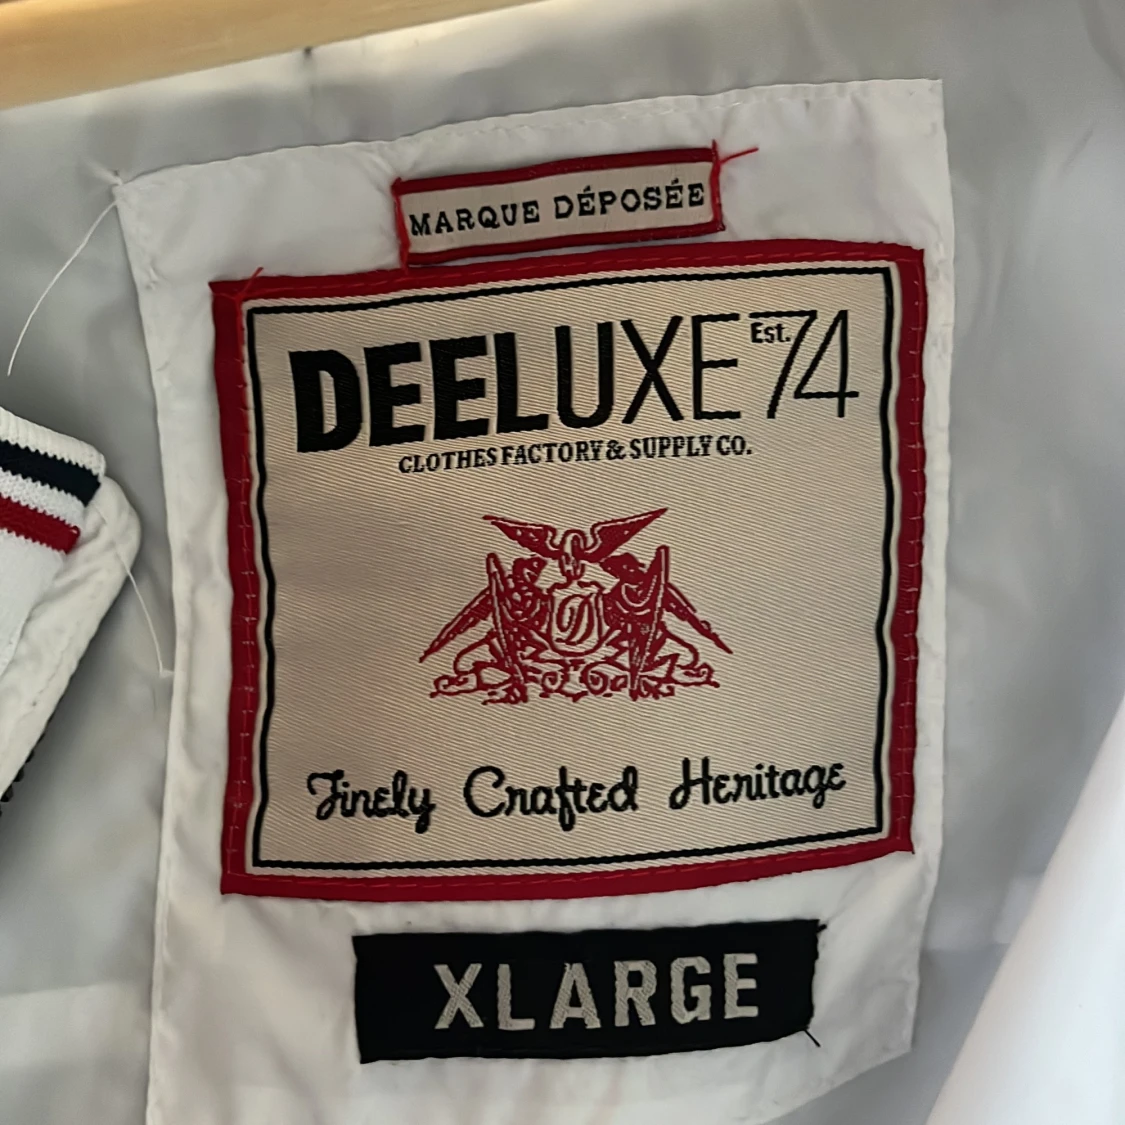 MARQUE DÉPOSÉE
DEELUXE Est. 74
CLOTHES FACTORY & SUPPLY CO.
D
Finely Crafted Heritage
XLARGE